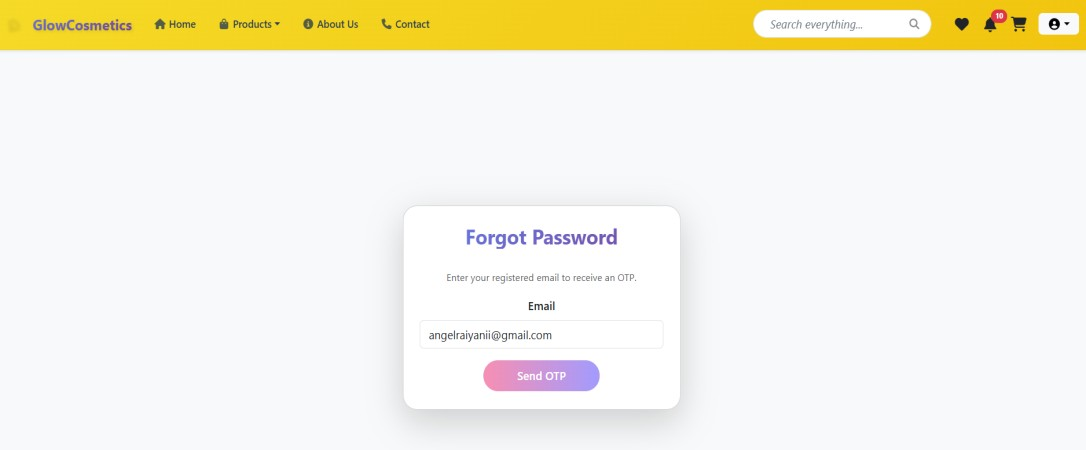 GlowCosmetics Home Products About Us Contact Search everything... 10
Forgot Password
Enter your registered email to receive an OTP.
Email
angelraiyanii@gmail.com
Send OTP